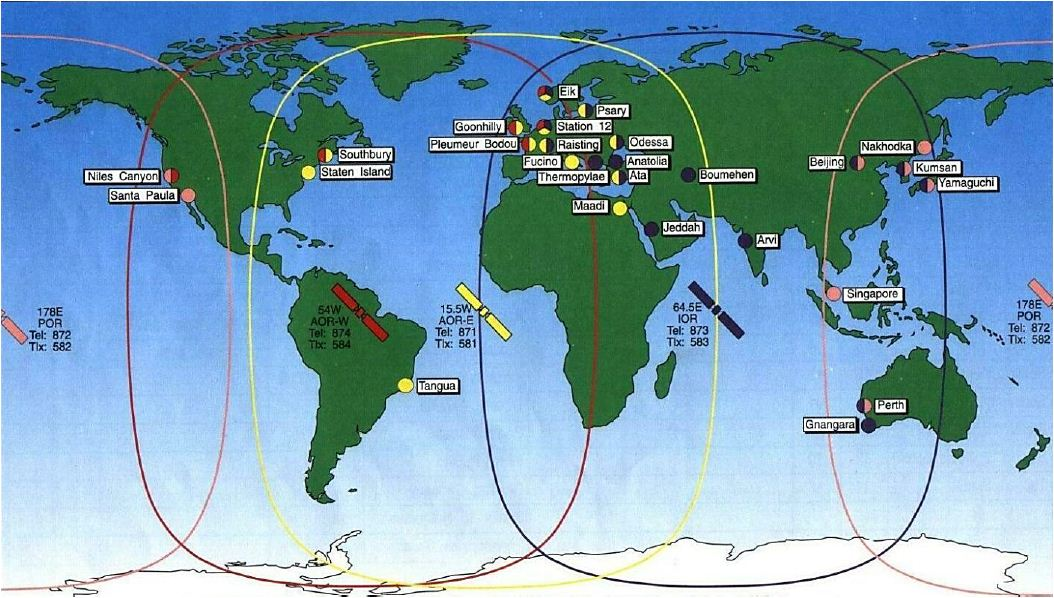 Eik
Psary
Goonhilly
Station 12
Pleumeur Bodou
Raisting
Odessa
Southbury
Fucino
Anatolia
Nakhodka
Beijing
Kumsan
Staten Island
Niles Canyon
Thermopylae
Ata
Boumehen
Yamaguchi
Santa Paula
Maadi
Jeddah
Arvi
Singapore
178E
POR
Tel: 872
Tlx: 582
54W
AOR-W
Tel: 874
Tlx: 584
15.5W
AOR-E
Tel: 871
Tlx: 581
64.5E
IOR
Tel: 873
Tlx: 583
178E
POR
Tel: 872
Tlx: 582
Tangua
Perth
Gnangara